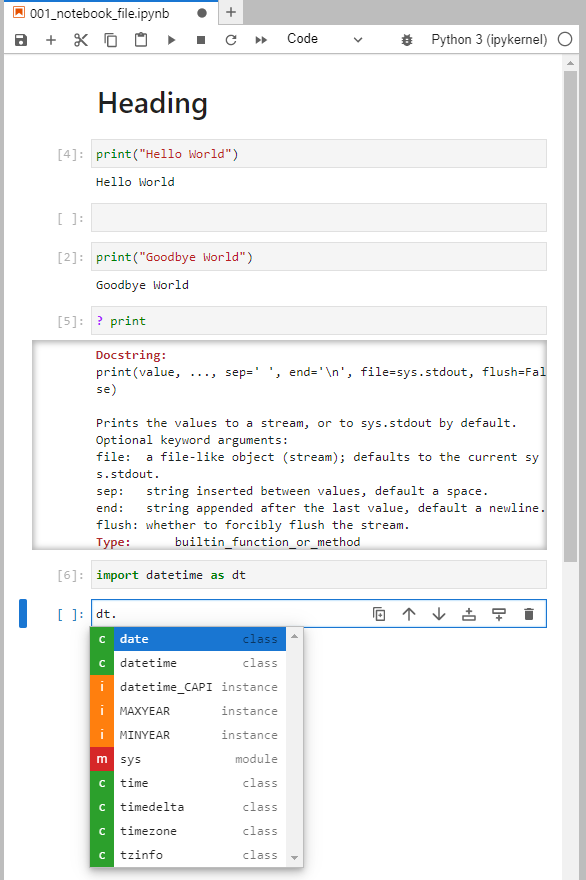 001_notebook_file.ipynb
Code
Python 3 (ipykernel)
Heading
[4]: print("Hello World")
Hello World
[ ]:
[2]: print("Goodbye World")
Goodbye World
[5]: ? print
Docstring:
print(value, ..., sep=' ', end='\n', file=sys.stdout, flush=Fal
se)
Prints the values to a stream, or to sys.stdout by default.
Optional keyword arguments:
file:  a file-like object (stream); defaults to the current sy
s.stdout.
sep:   string inserted between values, default a space.
end:   string appended after the last value, default a newline.
flush: whether to forcibly flush the stream.
Type:      builtin_function_or_method
[6]: import datetime as dt
[ ]: dt.
c date class
c datetime class
i datetime_CAPI instance
i MAXYEAR instance
i MINYEAR instance
m sys module
c time class
c timedelta class
c timezone class
c tzinfo class